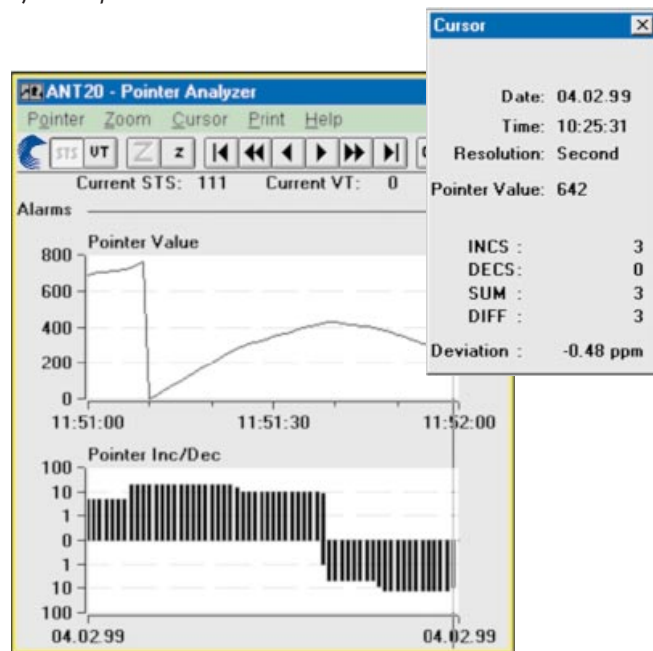 Cursor
Date: 04.02.99
Time: 10:25:31
Resolution: Second
Pointer Value: 642
INCS : 3
DECS: 0
SUM : 3
DIFF : 3
Deviation : -0.48 ppm
ANT20 - Pointer Analyzer
Pointer Zoom Cursor Print Help
STS VT Z z
Current STS: 111 Current VT: 0
Alarms
Pointer Value
800
600
400
200
0
11:51:00 11:51:30 11:52:00
Pointer Inc/Dec
100
10
1
0
1
10
100
04.02.99 04.02.99